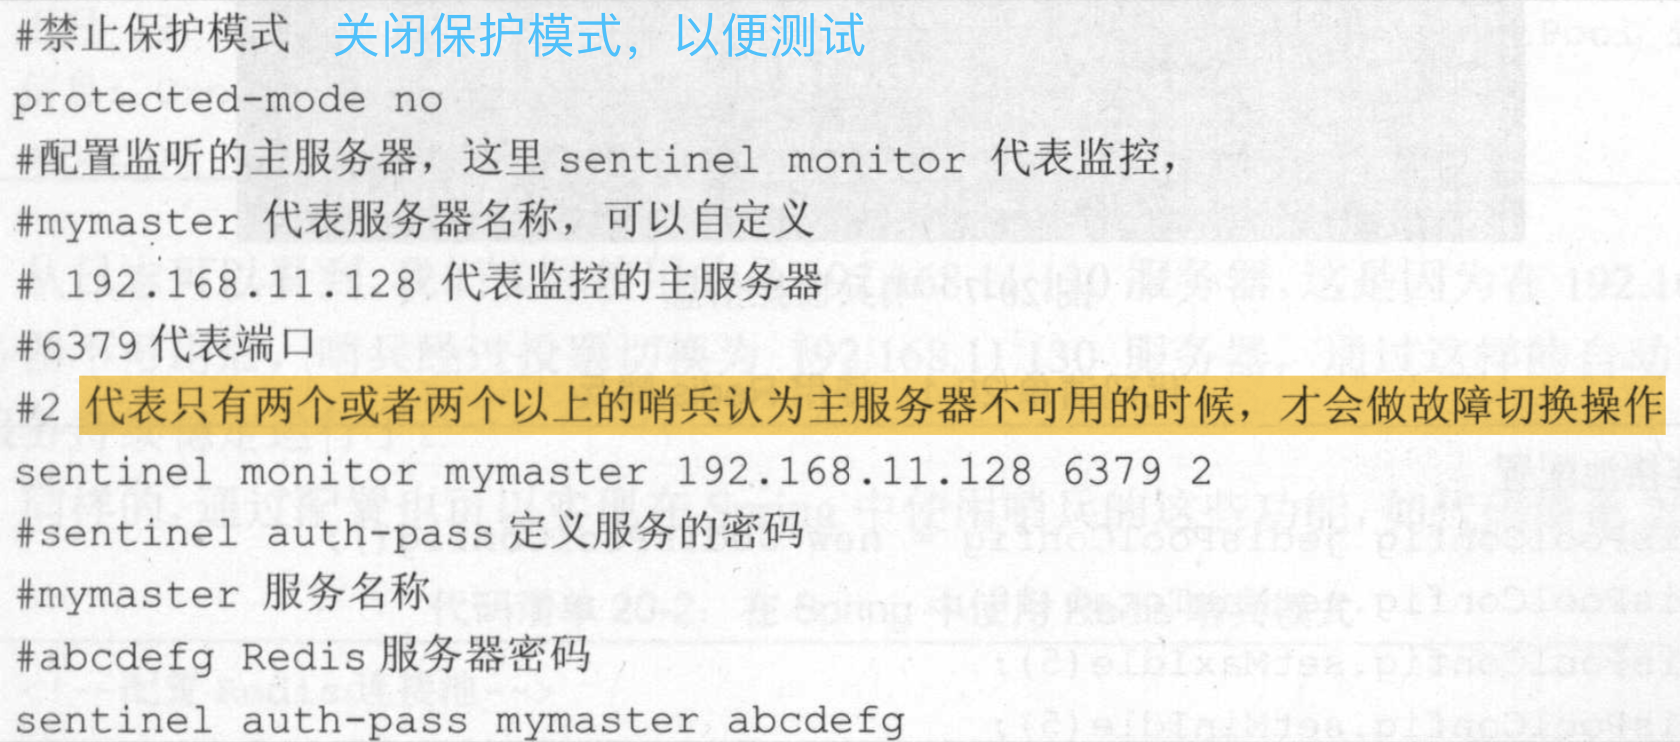 #禁止保护模式 关闭保护模式，以便测试
protected-mode no
#配置监听的主服务器，这里 sentinel monitor 代表监控，
#mymaster 代表服务器名称，可以自定义
# 192.168.11.128 代表监控的主服务器
#6379 代表端口
#2 代表只有两个或者两个以上的哨兵认为主服务器不可用的时候，才会做故障切换操作
sentinel monitor mymaster 192.168.11.128 6379 2
#sentinel auth-pass 定义服务的密码
#mymaster 服务名称
#abcdefg Redis 服务器密码
sentinel auth-pass mymaster abcdefg